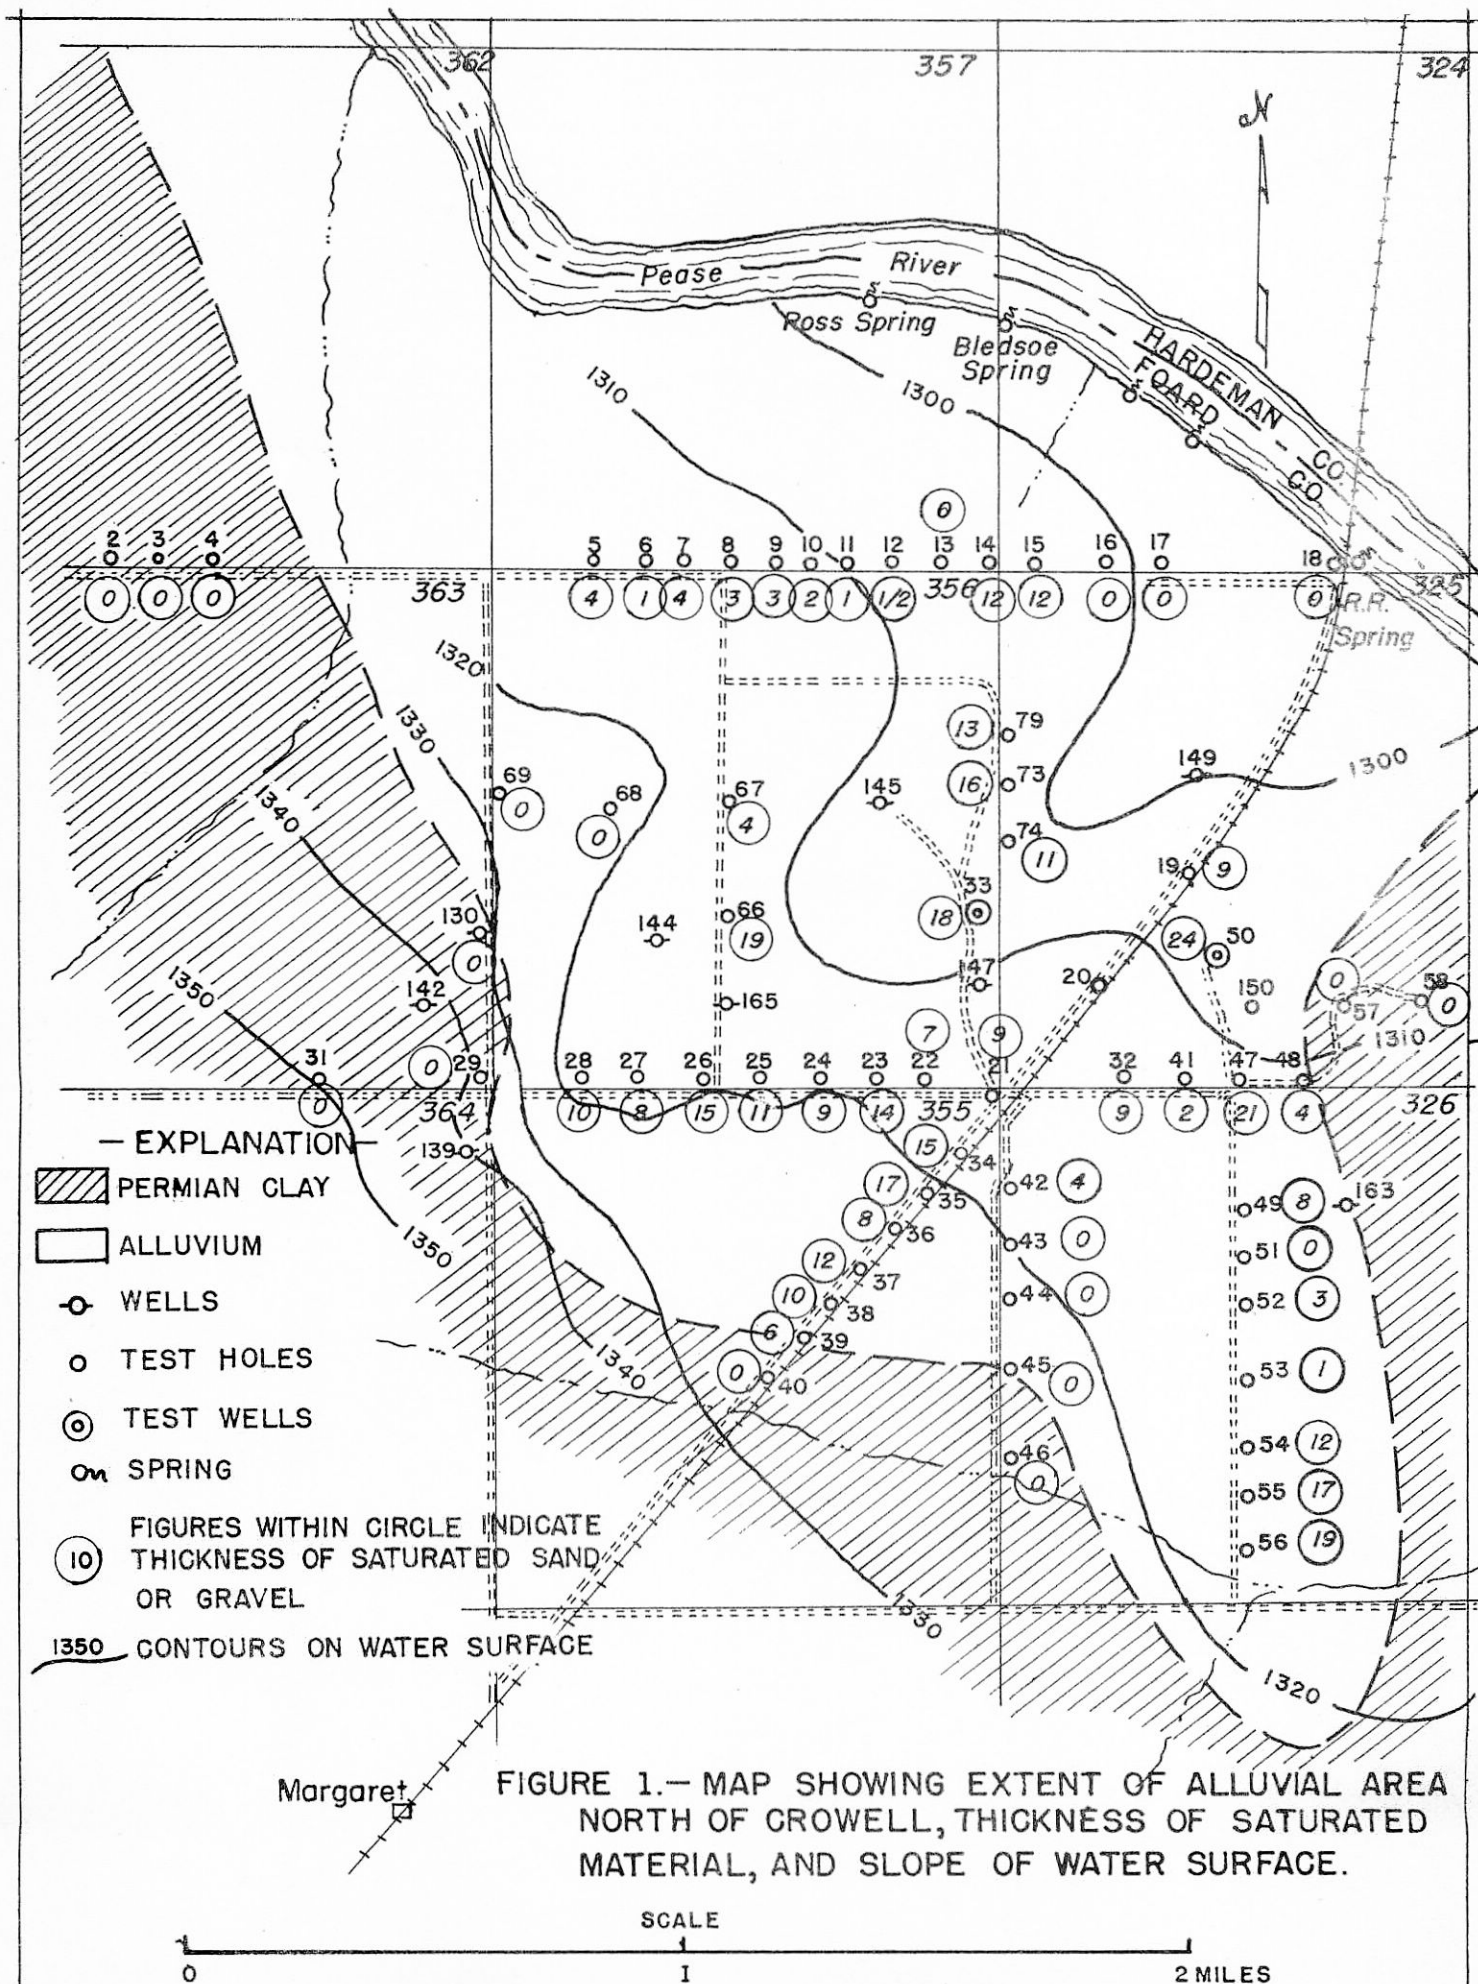 362
357
324
N
Pease River
Ross Spring
Bledsoe
Spring
HARDEMAN CO.
FOARD CO.
1310
1300
0
2 3 4 5 6 7 8 9 10 11 12 13 14 15 16 17 18
0 0 0 363 4 1 4 3 3 2 1 1/2 356 12 12 0 0 0 325
R.R.
Spring
1320
1330
1340
1350
13 79
16 73
149
1300
69 0
68 0
67 4
145
74 11
19 9
33 18
66 19
144
130 0
24 50
142
165
147
20
150
0 57
58 0
1310
31 0 29 28 27 26 25 24 23 22 21 32 41 47 48
0 7 9
364 10 8 15 11 9 14 355 9 2 21 4 326
139
15 34
17 35
8 36
12 37
10 38
6 39
0 40
42 4
43 0
44 0
45 0
46 0
49 8
163
51 0
52 3
53 1
54 12
55 17
56 19
1350
1340
1330
1320
— EXPLANATION —
PERMIAN CLAY
ALLUVIUM
WELLS
TEST HOLES
TEST WELLS
SPRING
FIGURES WITHIN CIRCLE INDICATE
10 THICKNESS OF SATURATED SAND
OR GRAVEL
1350 CONTOURS ON WATER SURFACE
Margaret
FIGURE 1.— MAP SHOWING EXTENT OF ALLUVIAL AREA
NORTH OF CROWELL, THICKNESS OF SATURATED
MATERIAL, AND SLOPE OF WATER SURFACE.
SCALE
0 1 2 MILES